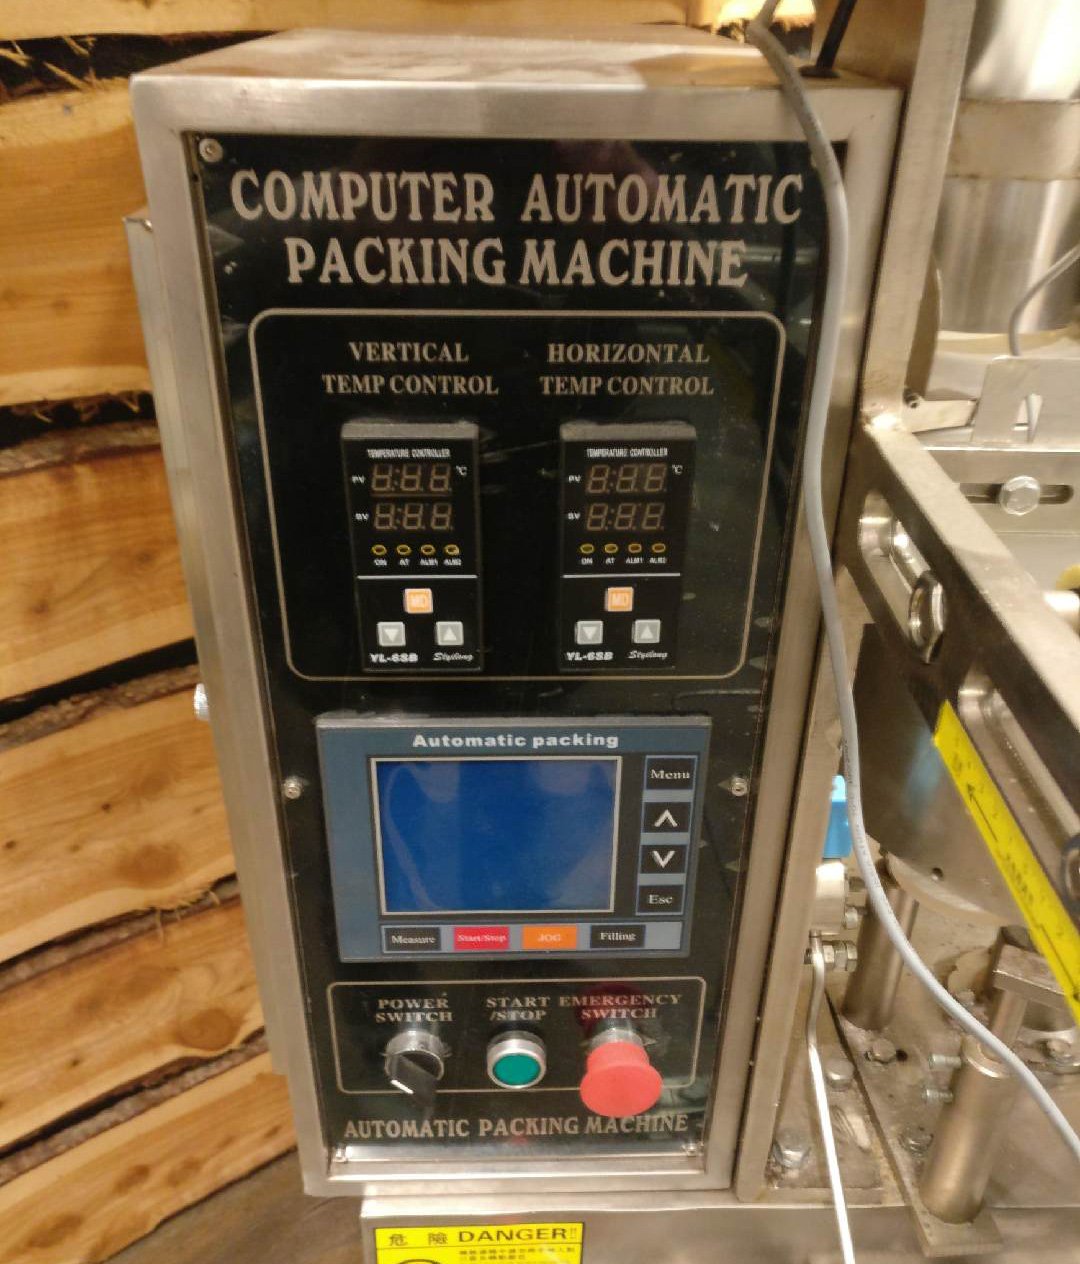 COMPUTER AUTOMATIC
PACKING MACHINE
VERTICAL
TEMP CONTROL
HORIZONTAL
TEMP CONTROL
TEMPERATURE CONTROLLER
PV
℃
SV
ON AT ALM1 ALM2
MD
YL-6SB
TEMPERATURE CONTROLLER
PV
℃
SV
ON AT ALM1 ALM2
MD
YL-6SB
Automatic packing
Menu
Esc
Measure Start/Stop JOG Filling
POWER
SWITCH
START
/STOP
EMERGENCY
SWITCH
AUTOMATIC PACKING MACHINE
危 險 DANGER!!